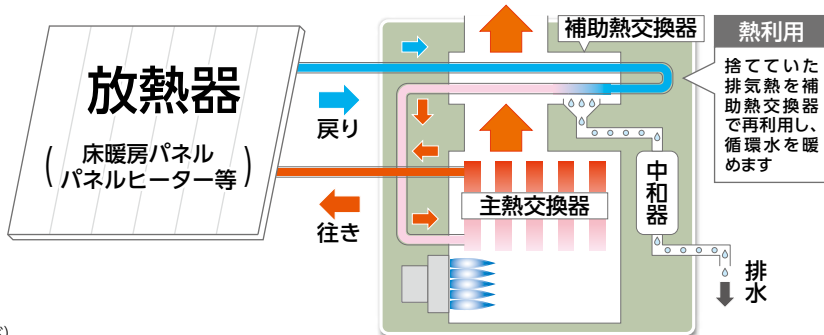 放熱器
(床暖房パネル
パネルヒーター等)
戻り
往き
補助熱交換器
主熱交換器
中和器
排水
熱利用
捨てていた
排気熱を補
助熱交換器
で再利用し、
循環水を暖
めます